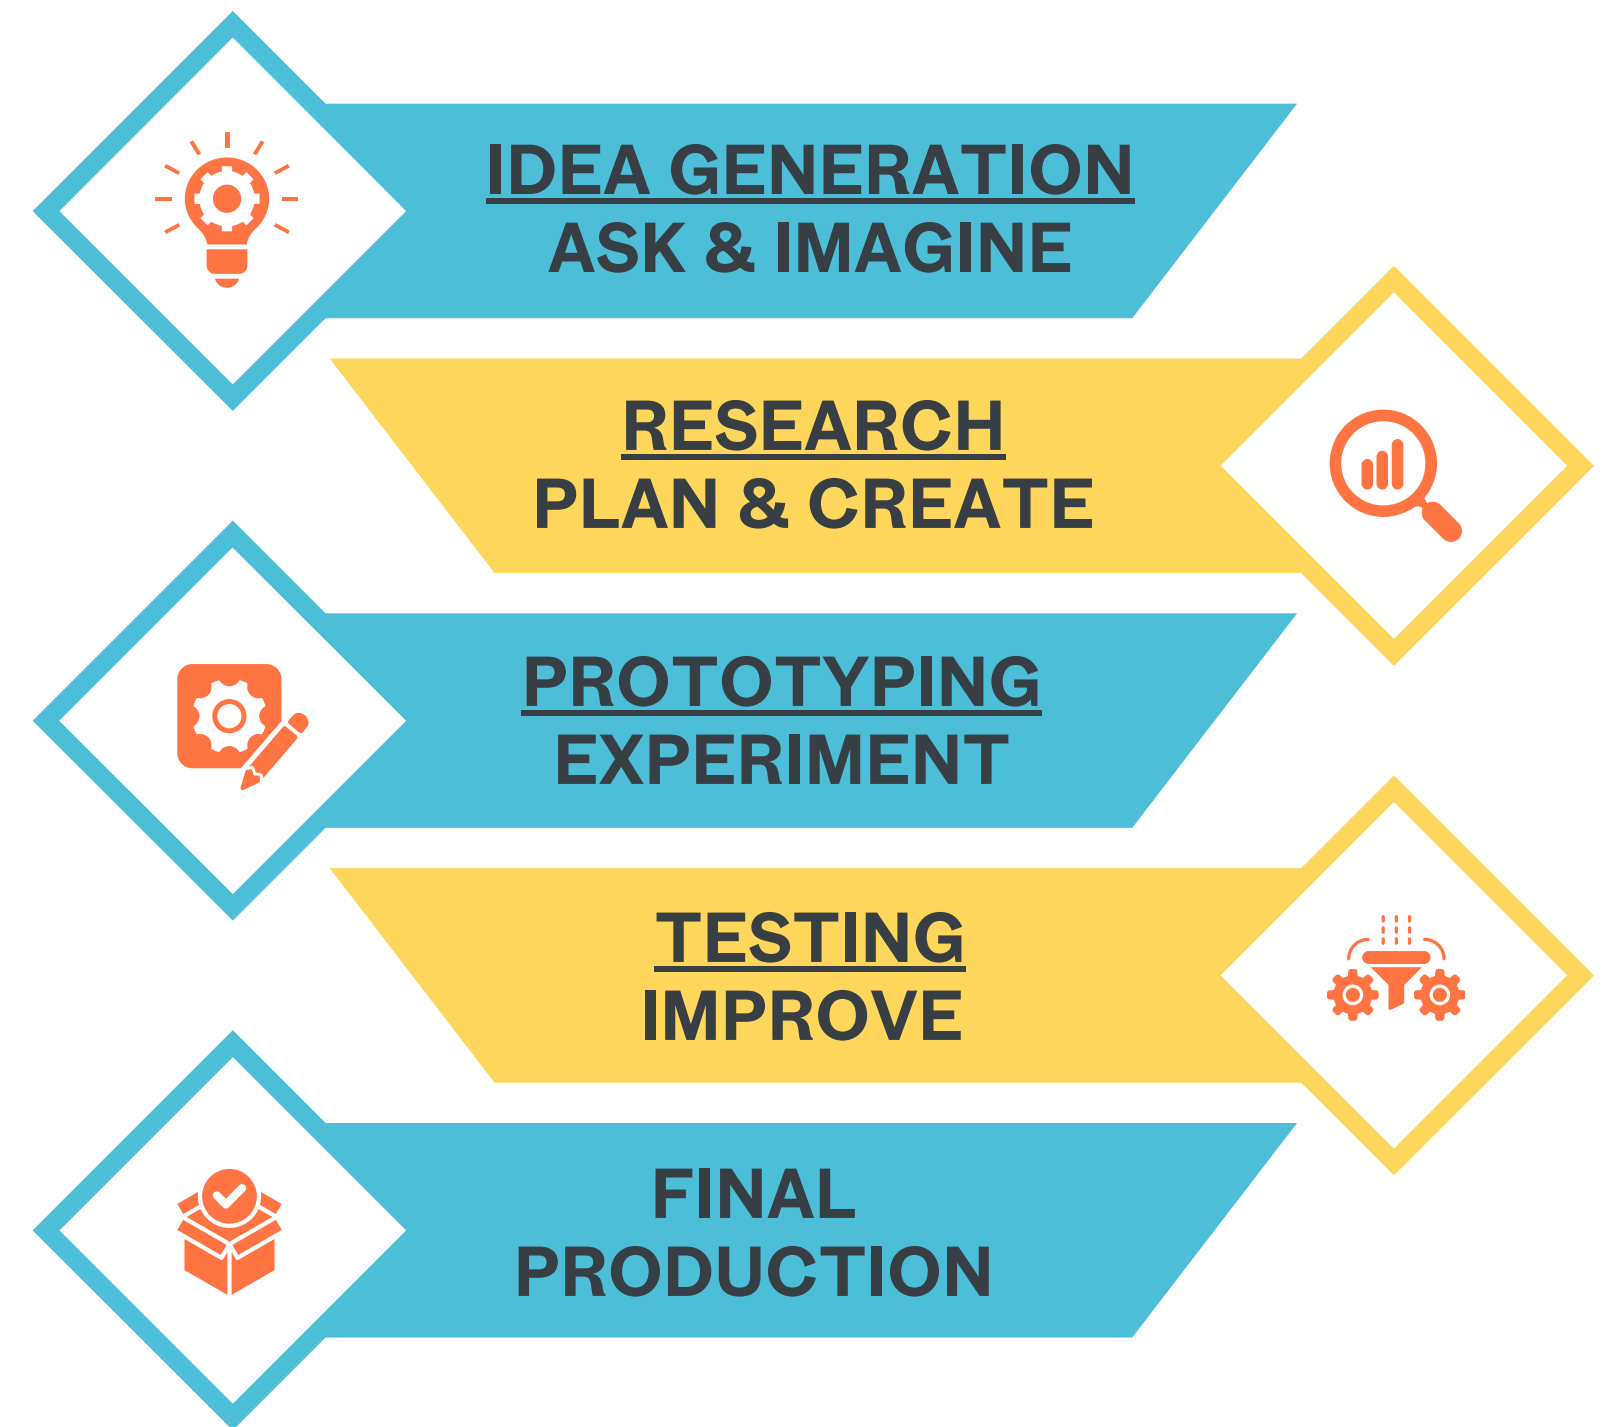 IDEA GENERATION
ASK & IMAGINE
RESEARCH
PLAN & CREATE
PROTOTYPING
EXPERIMENT
TESTING
IMPROVE
FINAL
PRODUCTION